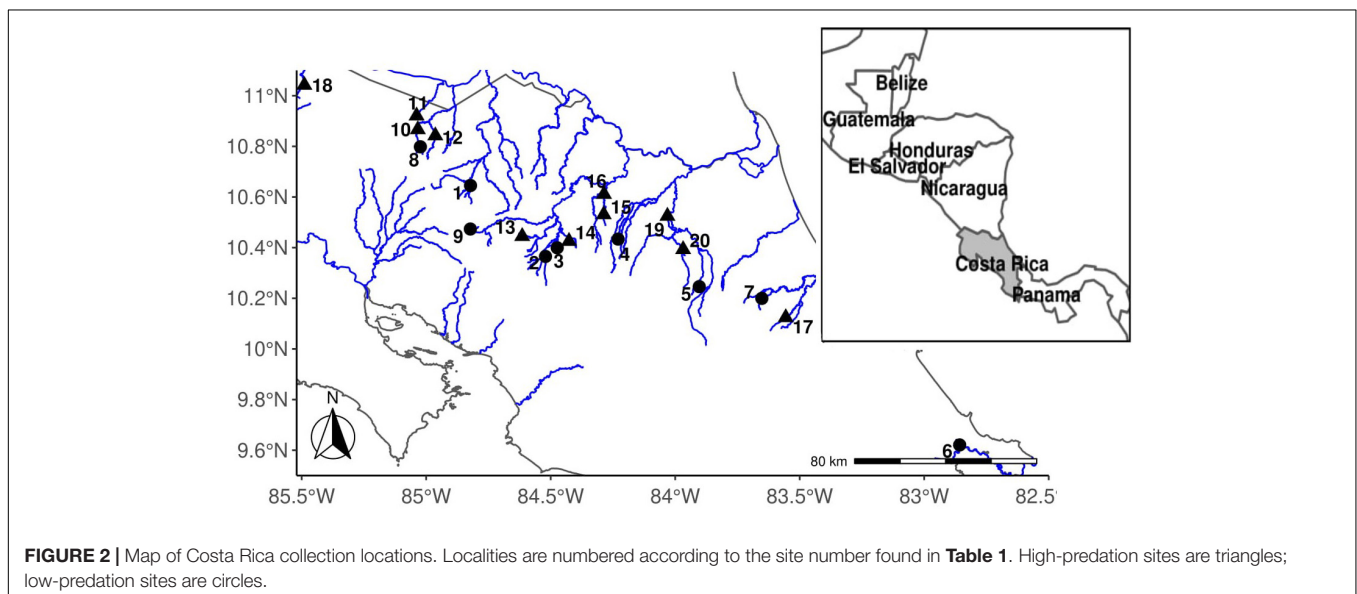 11°N
10.8°N
10.6°N
10.4°N
10.2°N
10°N
9.8°N
9.6°N
18
11
10
12
8
1
9
13
2
3
14
16
15
4
19
20
5
7
17
6
N
80 km
85.5°W
85°W
84.5°W
84°W
83.5°W
83°W
82.5°W
Belize
Guatemala
Honduras
El Salvador
Nicaragua
Costa Rica
Panama
FIGURE 2 | Map of Costa Rica collection locations. Localities are numbered according to the site number found in Table 1. High-predation sites are triangles;
low-predation sites are circles.